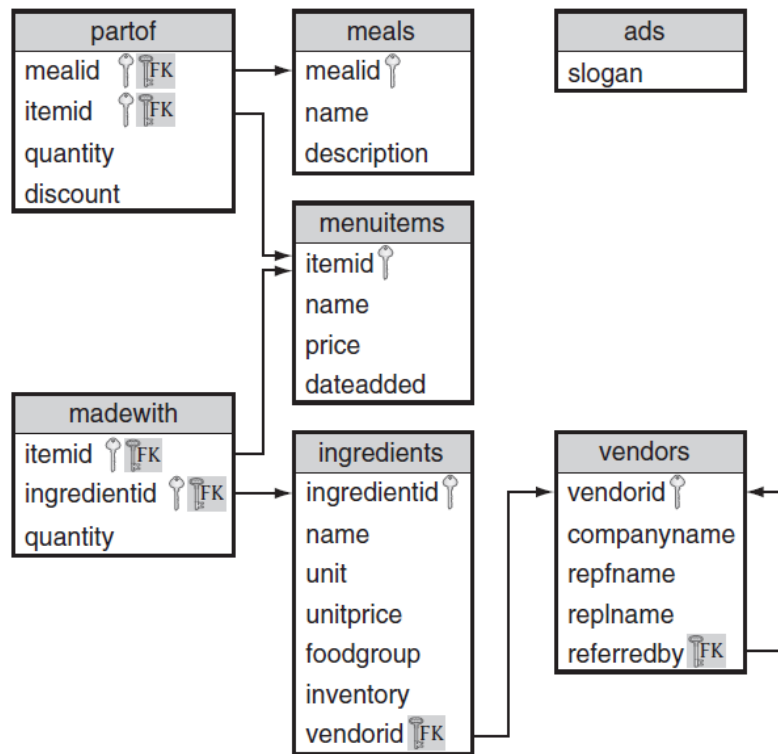 partof
mealid FK
itemid FK
quantity
discount
meals
mealid
name
description
ads
slogan
menuitems
itemid
name
price
dateadded
madewith
itemid FK
ingredientid FK
quantity
ingredients
ingredientid
name
unit
unitprice
foodgroup
inventory
vendorid FK
vendors
vendorid
companyname
repfname
replname
referredby FK